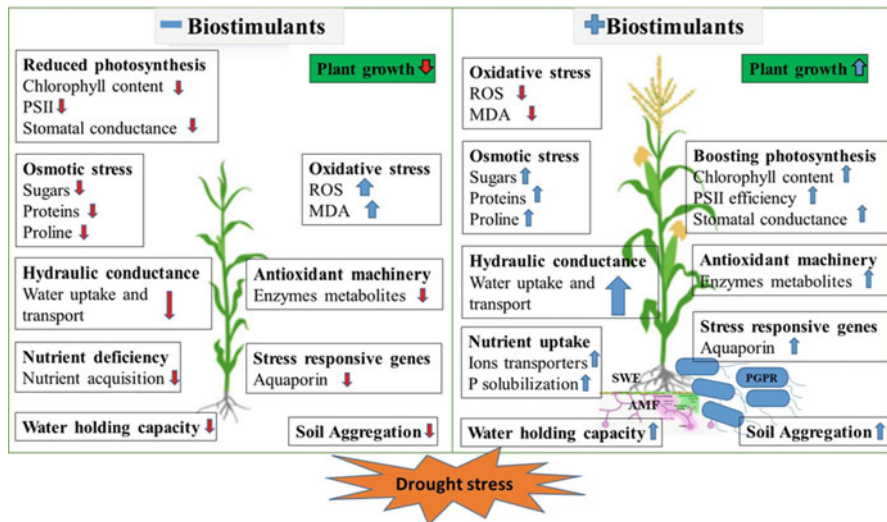 Biostimulants
Reduced photosynthesis
Chlorophyll content
PSII
Stomatal conductance
Plant growth
Osmotic stress
Sugars
Proteins
Proline
Oxidative stress
ROS
MDA
Hydraulic conductance
Water uptake and
transport
Antioxidant machinery
Enzymes metabolites
Nutrient deficiency
Nutrient acquisition
Stress responsive genes
Aquaporin
Water holding capacity
Soil Aggregation
Biostimulants
Oxidative stress
ROS
MDA
Plant growth
Osmotic stress
Sugars
Proteins
Proline
Boosting photosynthesis
Chlorophyll content
PSII efficiency
Stomatal conductance
Hydraulic conductance
Water uptake and
transport
Antioxidant machinery
Enzymes metabolites
Nutrient uptake
Ions transporters
P solubilization
Stress responsive genes
Aquaporin
SWE
AMF
PGPR
Water holding capacity
Soil Aggregation
Drought stress